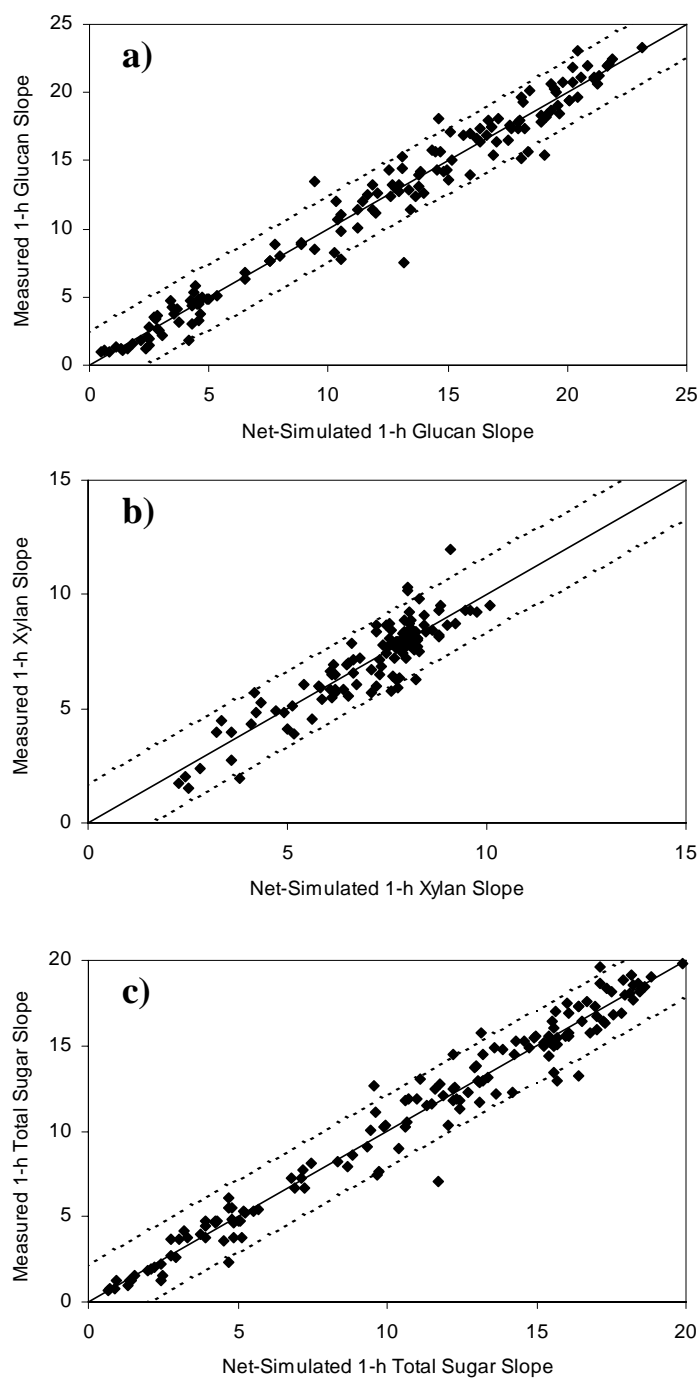 a)
25
20
15
10
5
0
Measured 1-h Glucan Slope
0 5 10 15 20 25
Net-Simulated 1-h Glucan Slope
b)
15
10
5
0
Measured 1-h Xylan Slope
0 5 10 15
Net-Simulated 1-h Xylan Slope
c)
20
15
10
5
0
Measured 1-h Total Sugar Slope
0 5 10 15 20
Net-Simulated 1-h Total Sugar Slope